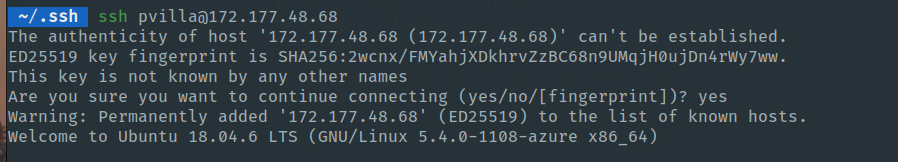 ~/.ssh ssh pvilla@172.177.48.68
The authenticity of host '172.177.48.68 (172.177.48.68)' can't be established.
ED25519 key fingerprint is SHA256:2wcnx/FMYahjXDkhrvZzBC68n9UMqjH0ujDn4rWy7ww.
This key is not known by any other names
Are you sure you want to continue connecting (yes/no/[fingerprint])? yes
Warning: Permanently added '172.177.48.68' (ED25519) to the list of known hosts.
Welcome to Ubuntu 18.04.6 LTS (GNU/Linux 5.4.0-1108-azure x86_64)